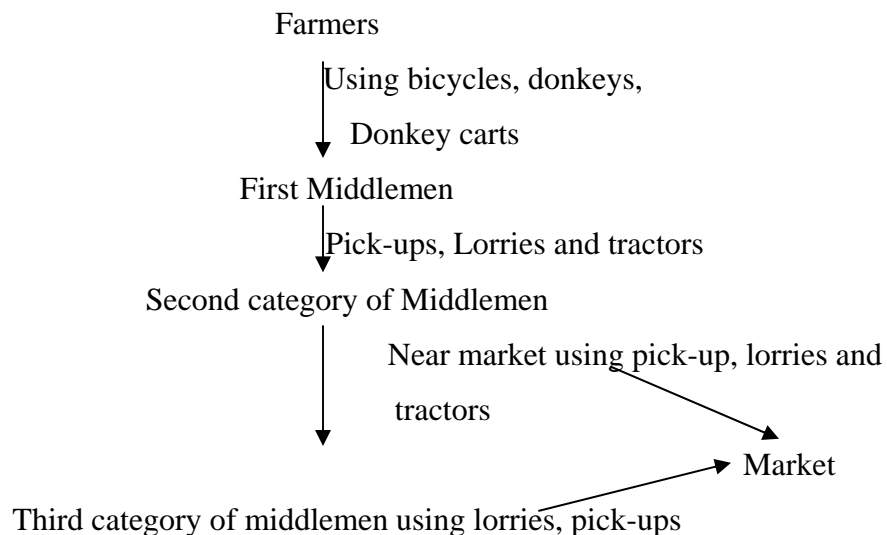 Farmers
Using bicycles, donkeys,
Donkey carts
First Middlemen
Pick-ups, Lorries and tractors
Second category of Middlemen
Near market using pick-up, lorries and
tractors
Market
Third category of middlemen using lorries, pick-ups